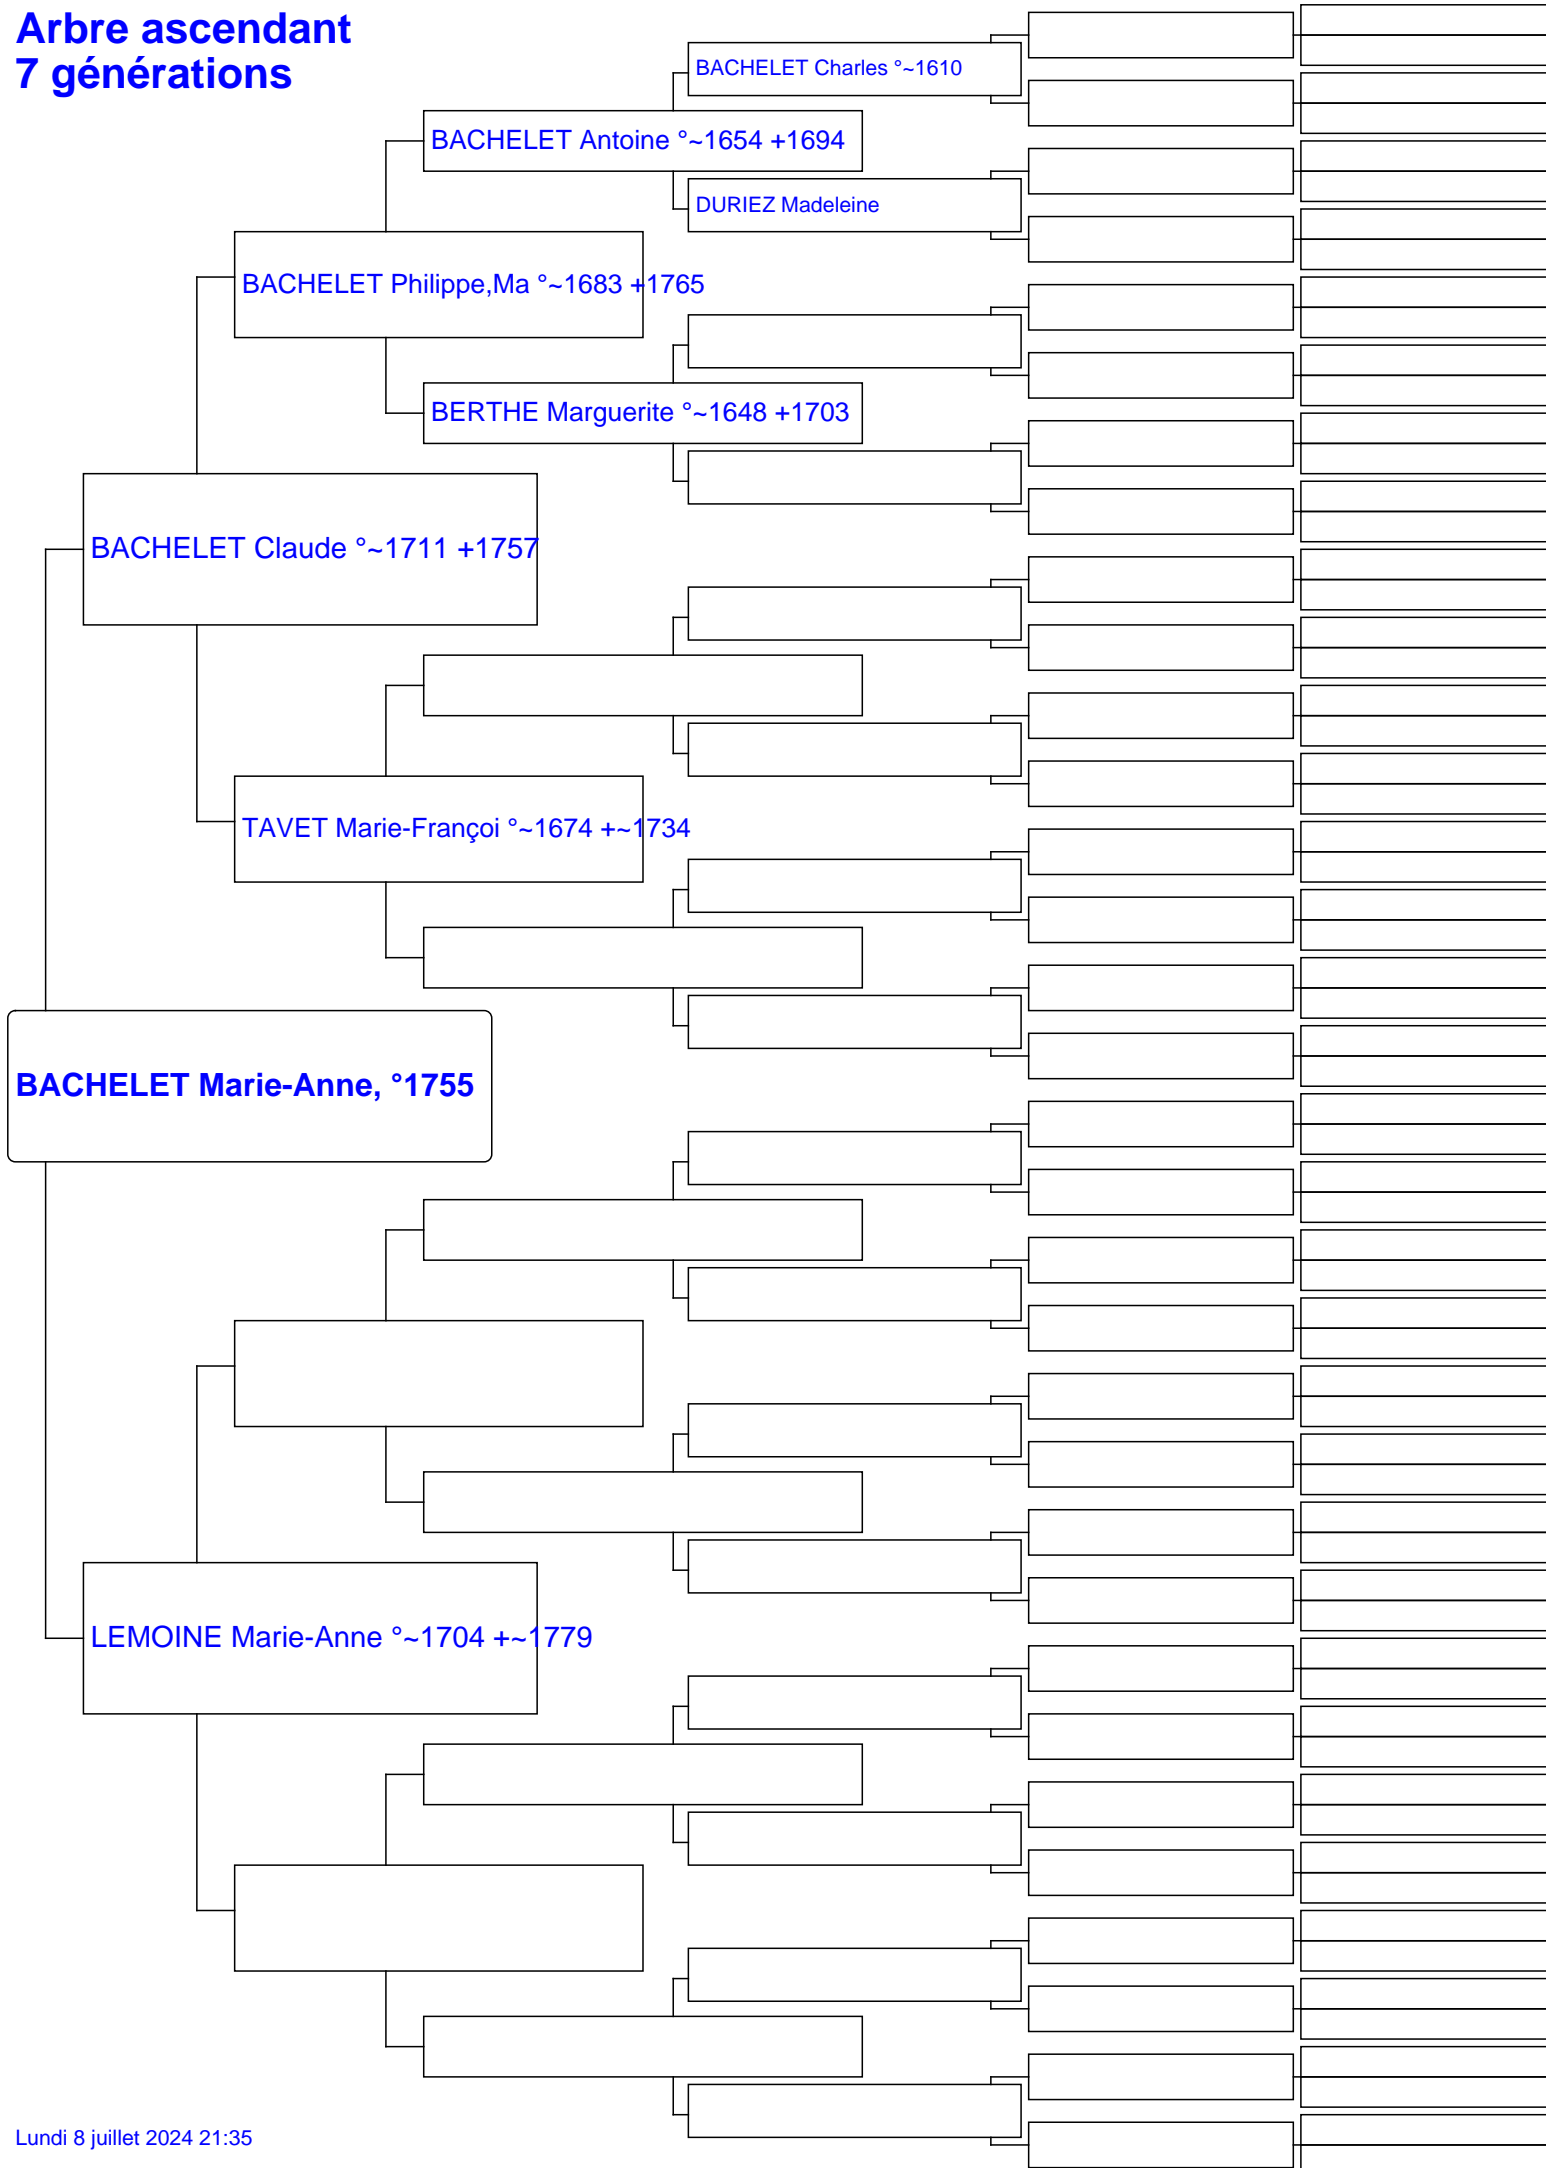 Arbre ascendant
7 générations
BACHELET Charles °~1610
BACHELET Antoine °~1654 +1694
DURIEZ Madeleine
BACHELET Philippe,Ma °~1683 +1765
BERTHE Marguerite °~1648 +1703
BACHELET Claude °~1711 +1757
TAVET Marie-Françoi °~1674 +~1734
BACHELET Marie-Anne, °1755
LEMOINE Marie-Anne °~1704 +~1779
Lundi 8 juillet 2024 21:35